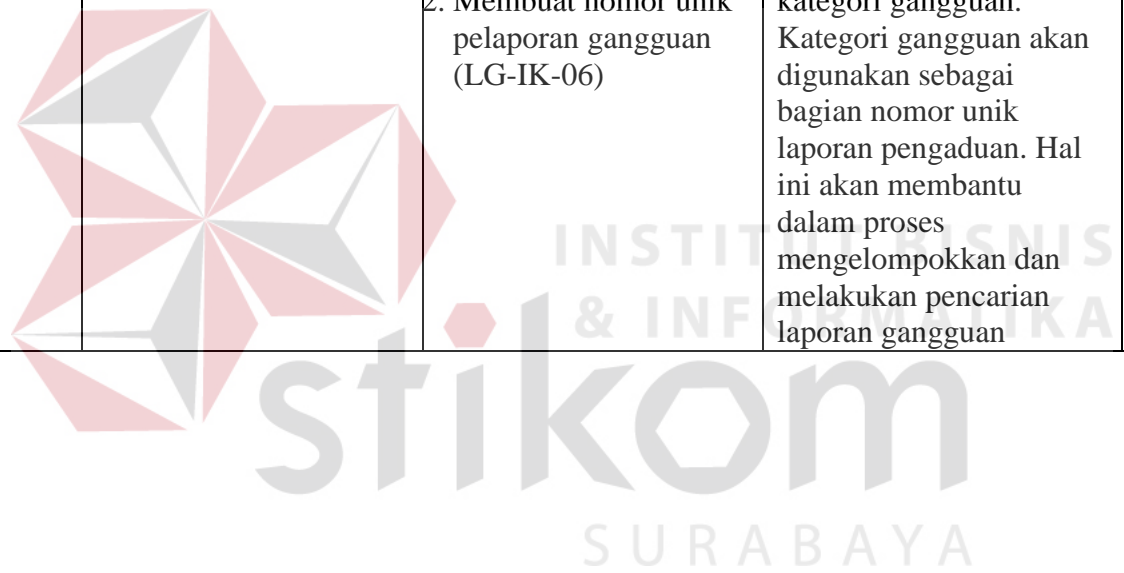 2. Membuat nomor unik
pelaporan gangguan
(LG-IK-06)
kategori gangguan.
Kategori gangguan akan
digunakan sebagai
bagian nomor unik
laporan pengaduan. Hal
ini akan membantu
dalam proses
mengelompokkan dan
melakukan pencarian
laporan gangguan
INSTITUT BISNIS
& INFORMATIKA
stikom
SURABAYA